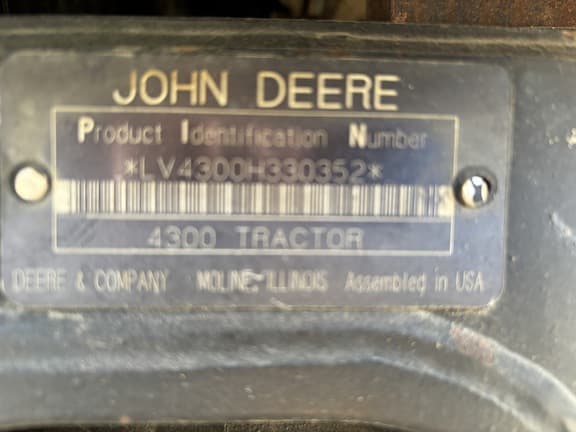 JOHN DEERE
Product Identification Number
*LV4300H330352*
4300 TRACTOR
DEERE & COMPANY MOLINE, ILLINOIS Assembled in USA